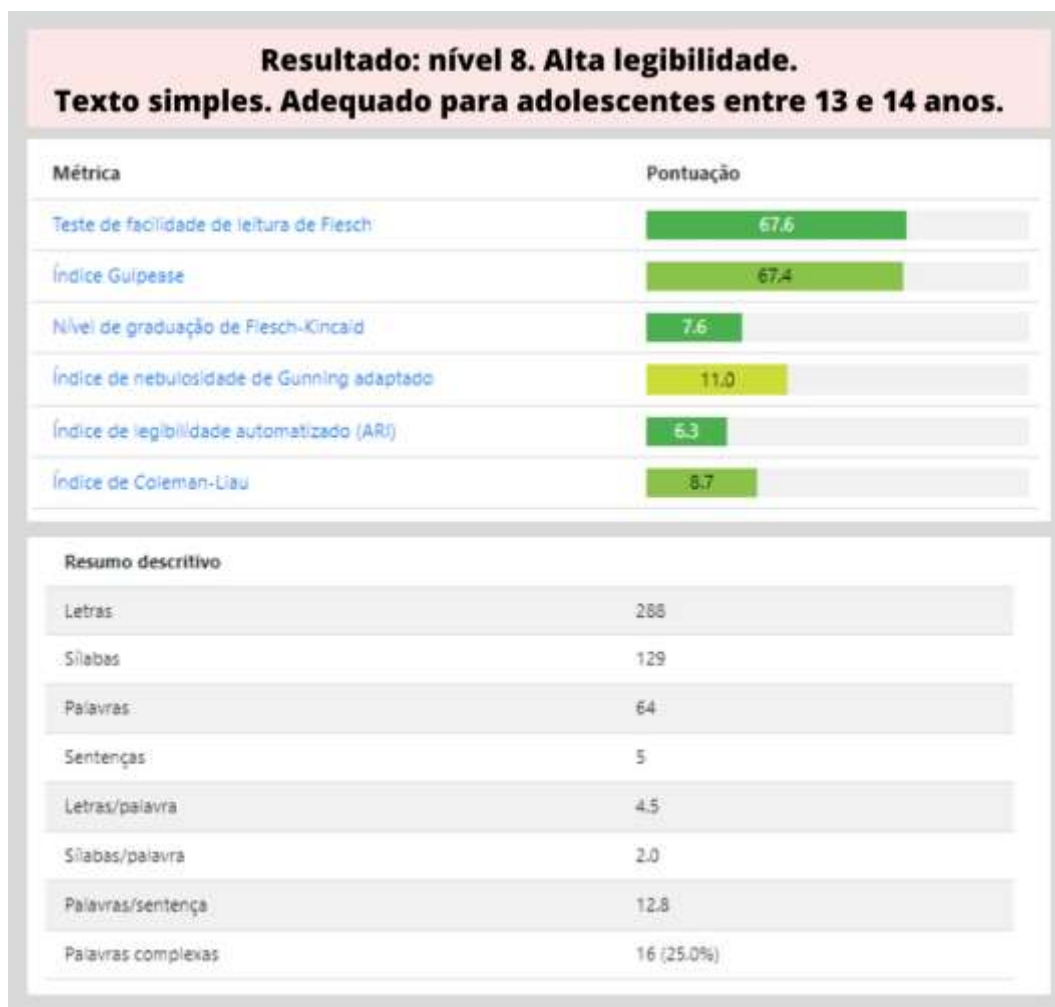 Resultado: nível 8. Alta legibilidade.
Texto simples. Adequado para adolescentes entre 13 e 14 anos.
Métrica Pontuação
Teste de facilidade de leitura de Flesch 67.6
Índice Gulpease 67.4
Nível de graduação de Flesch-Kincaid 7.6
Índice de nebulosidade de Gunning adaptado 11.0
Índice de legibilidade automatizado (ARI) 6.3
Índice de Coleman-Liau 8.7
Resumo descritivo
Letras 288
Sílabas 129
Palavras 64
Sentenças 5
Letras/palavra 4.5
Sílabas/palavra 2.0
Palavras/sentença 12.8
Palavras complexas 16 (25.0%)